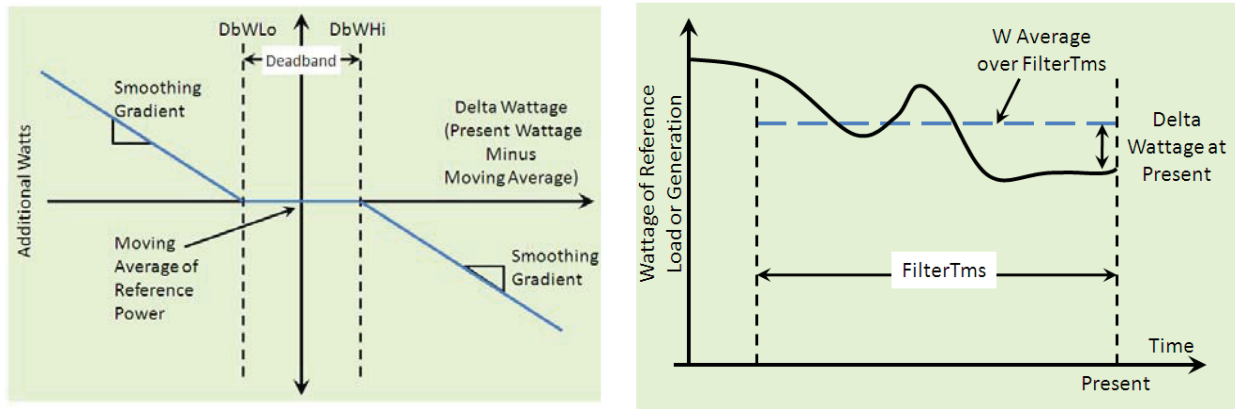 DbWLo
DbWHi
Deadband
Smoothing
Gradient
Delta Wattage
(Present Wattage
Minus
Moving Average)
Additional Watts
Moving
Average of
Reference
Power
Smoothing
Gradient
W Average
over FilterTms
Wattage of Reference
Load or Generation
Delta
Wattage at
Present
FilterTms
Time
Present